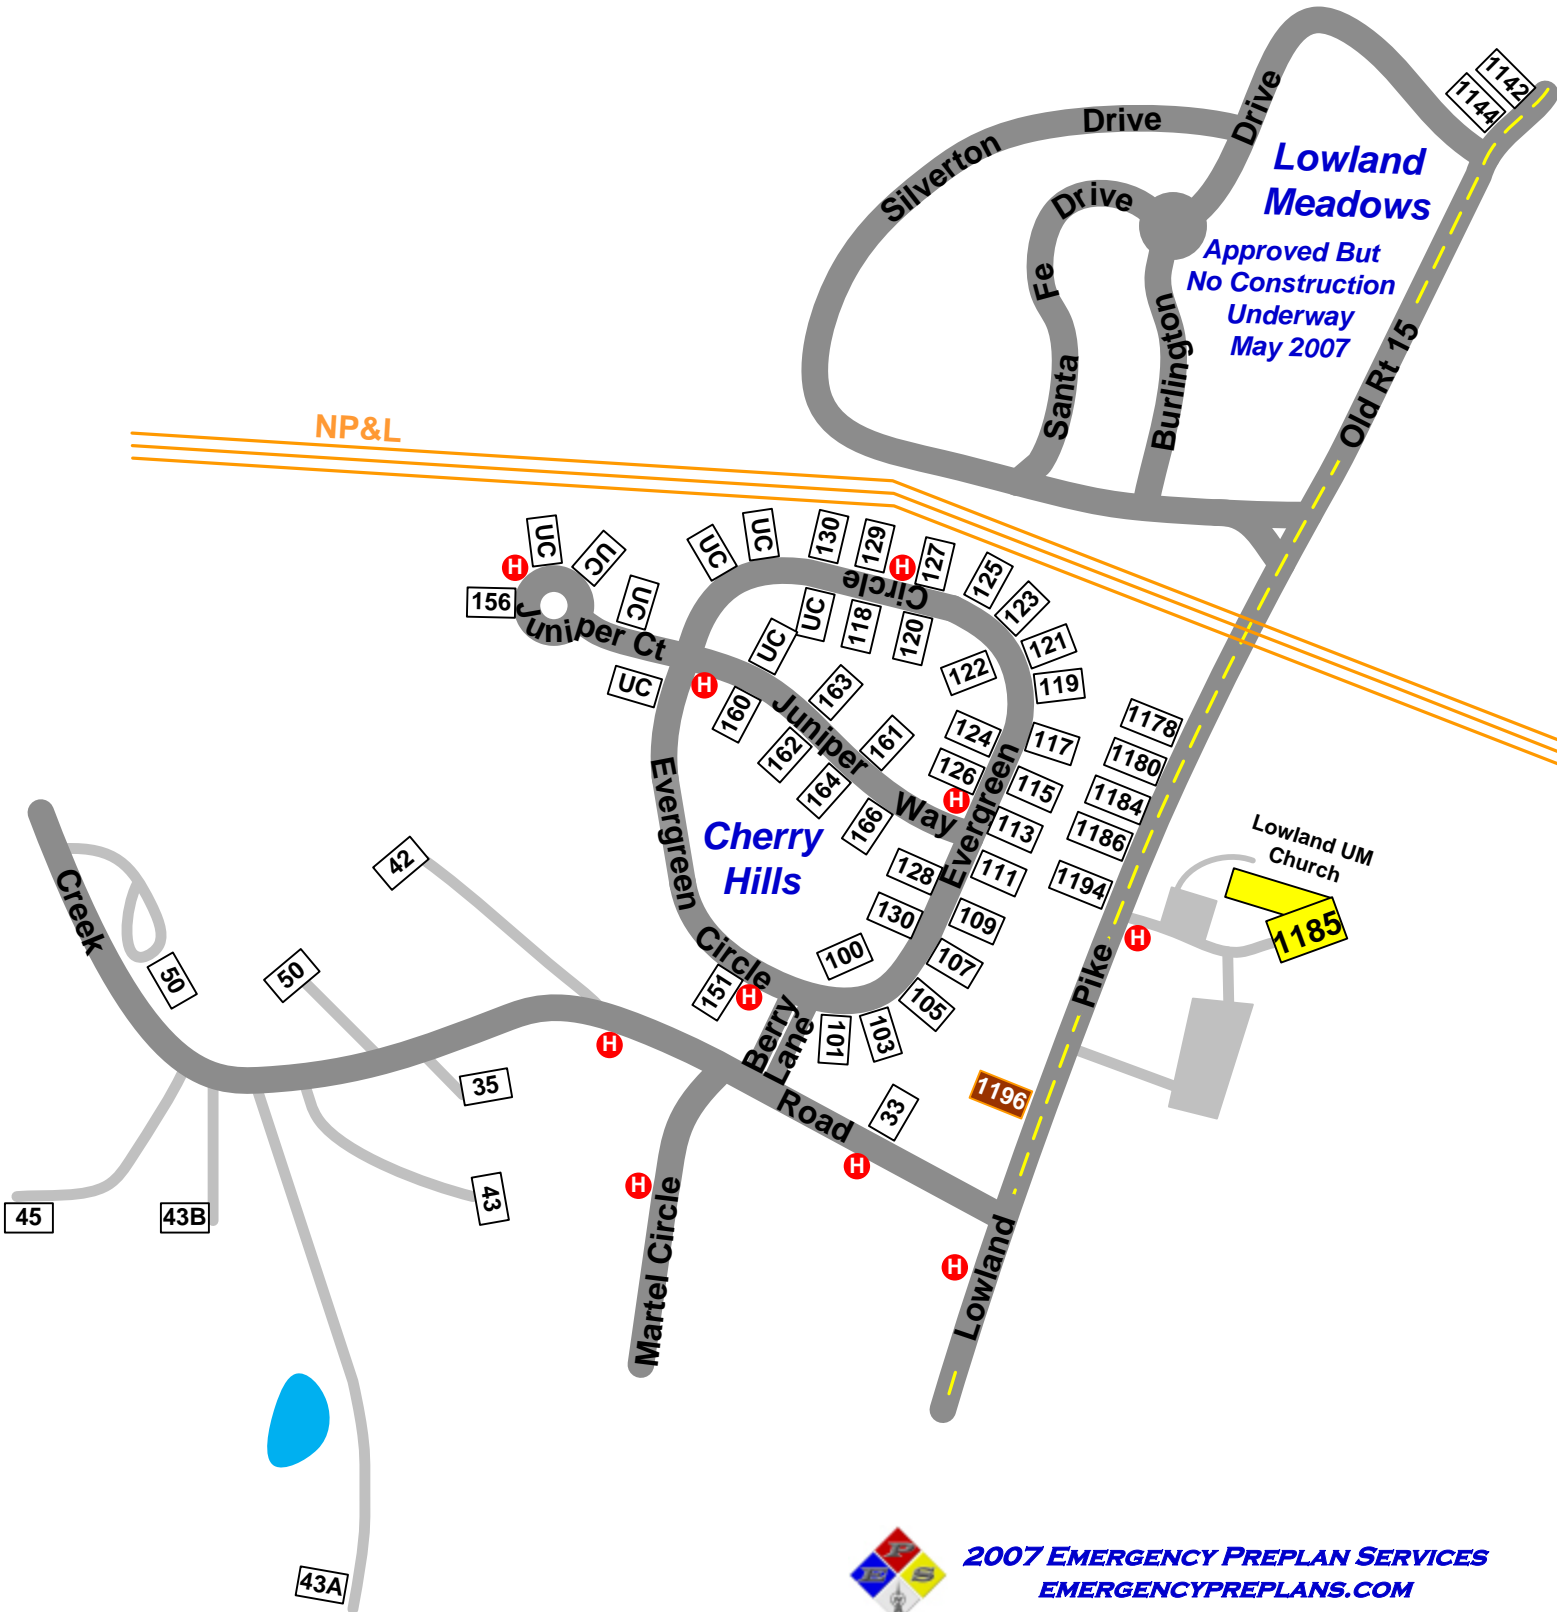 1142
1144
Drive
Drive
Silverton
Lowland
Meadows
Drive
Approved But
No Construction
Underway
May 2007
Fe
Santa
Burlington
Old Rt 15
NP&L
UC
UC
UC
UC
130
129
127
125
123
121
119
H
H
156
Juniper Ct
UC
Circle
UC
118
120
122
UC
UC
H
160
163
Juniper
162
161
164
166
Way
124
126
H
117
115
113
111
Evergreen
1178
1180
1184
1186
1194
Evergreen
Cherry
Hills
128
130
109
107
105
100
Circle
151
H
101
103
Lowland UM
Church
1185
H
Pike
Creek
50
50
42
35
H
Berry
Lane
Road
33
1196
H
H
45
43B
43
Martel Circle
H
Lowland
43A
P
E
S
2007 Emergency Preplan Services
emergencypreplans.com